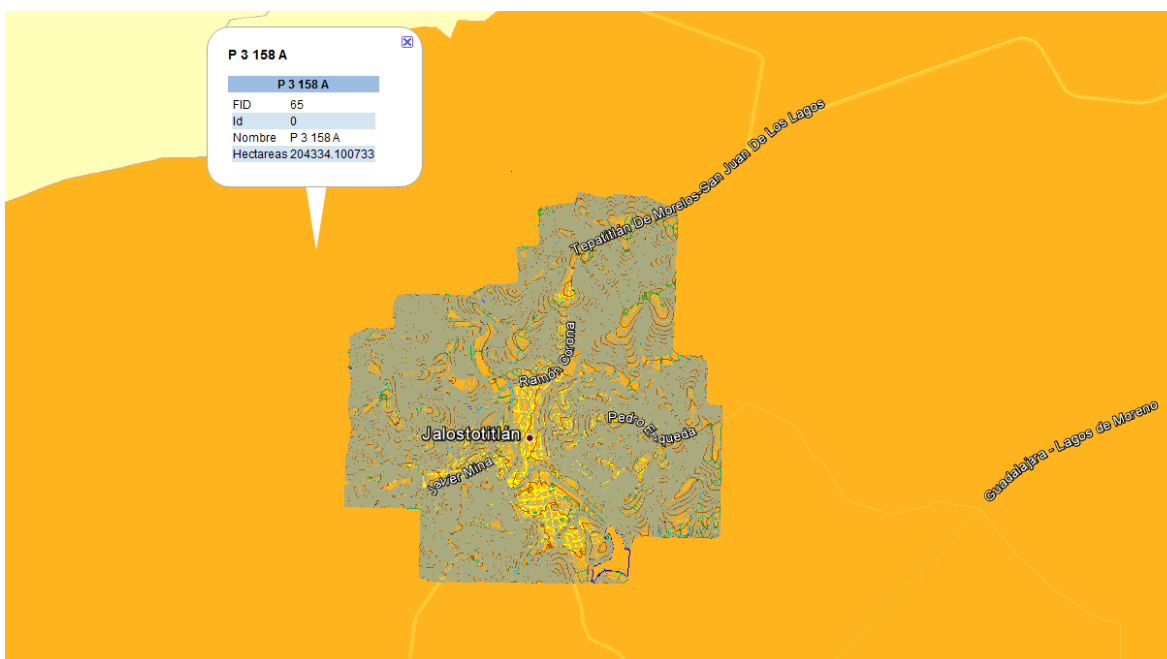 P 3 158 A
P 3 158 A
FID 65
Id 0
Nombre P 3 158 A
Hectareas 204334.100733
Tepatitlán De Morelos-San Juan De Los Lagos
Ramón Corona
Pedro Esqueda
Jalostotitlán
Javier Mina
Guadalajara - Lagos de Moreno